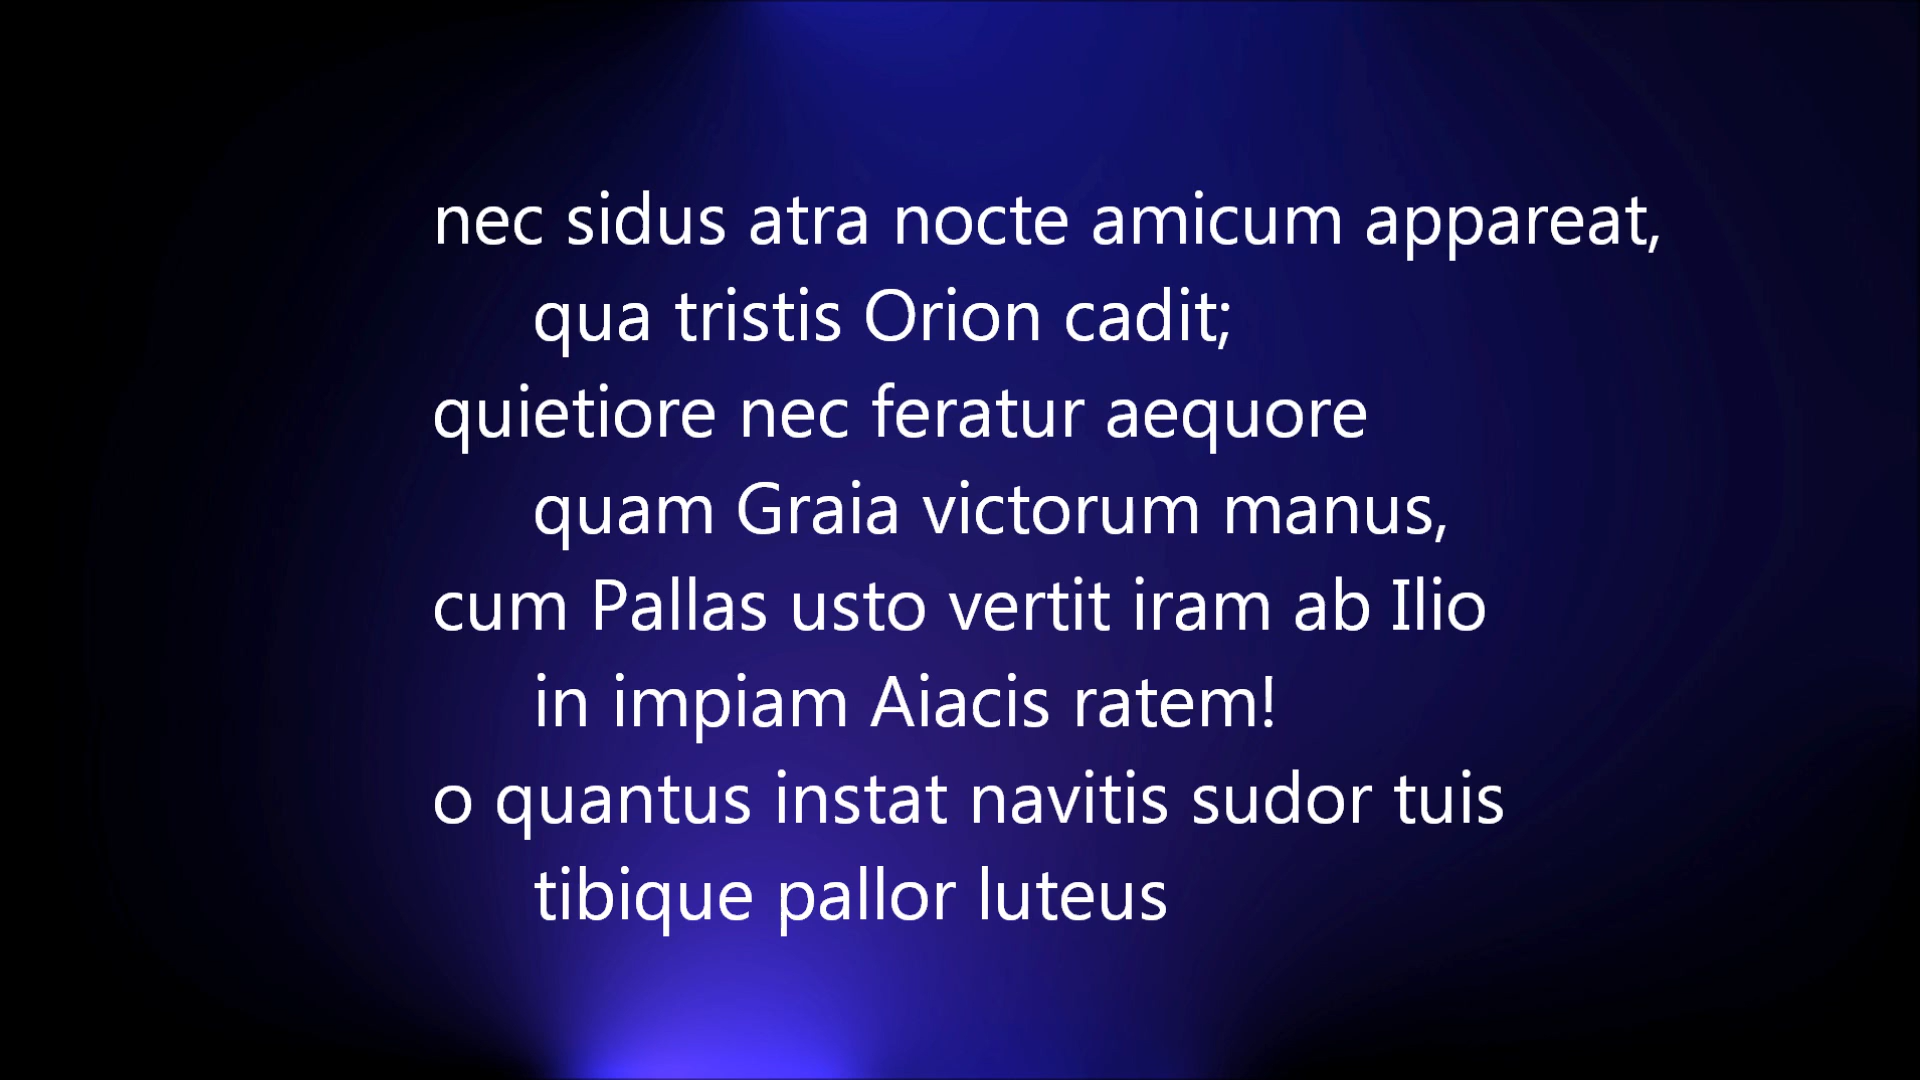 nec sidus atra nocte amicum appareat,
qua tristis Orion cadit;
quietiore nec feratur aequore
quam Graia victorum manus,
cum Pallas usto vertit iram ab Ilio
in impiam Aiacis ratem!
o quantus instat navitis sudor tuis
tibique pallor luteus